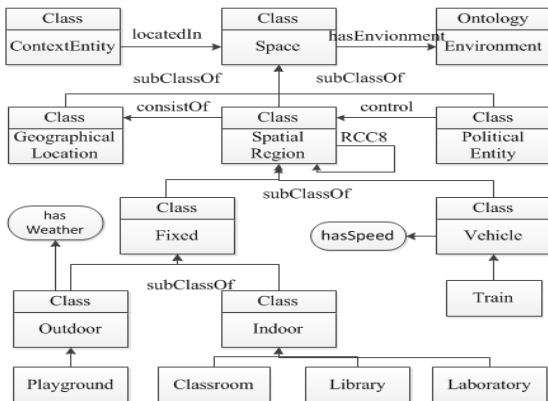 Class
ContextEntity
locatedIn
Class
Space
hasEnvionment
Ontology
Environment
subClassOf
subClassOf
Class
Geographical
Location
consistOf
Class
Spatial
Region
RCC8
control
Class
Political
Entity
subClassOf
has
Weather
Class
Fixed
hasSpeed
Class
Vehicle
subClassOf
Class
Outdoor
Class
Indoor
Train
Playground
Classroom
Library
Laboratory